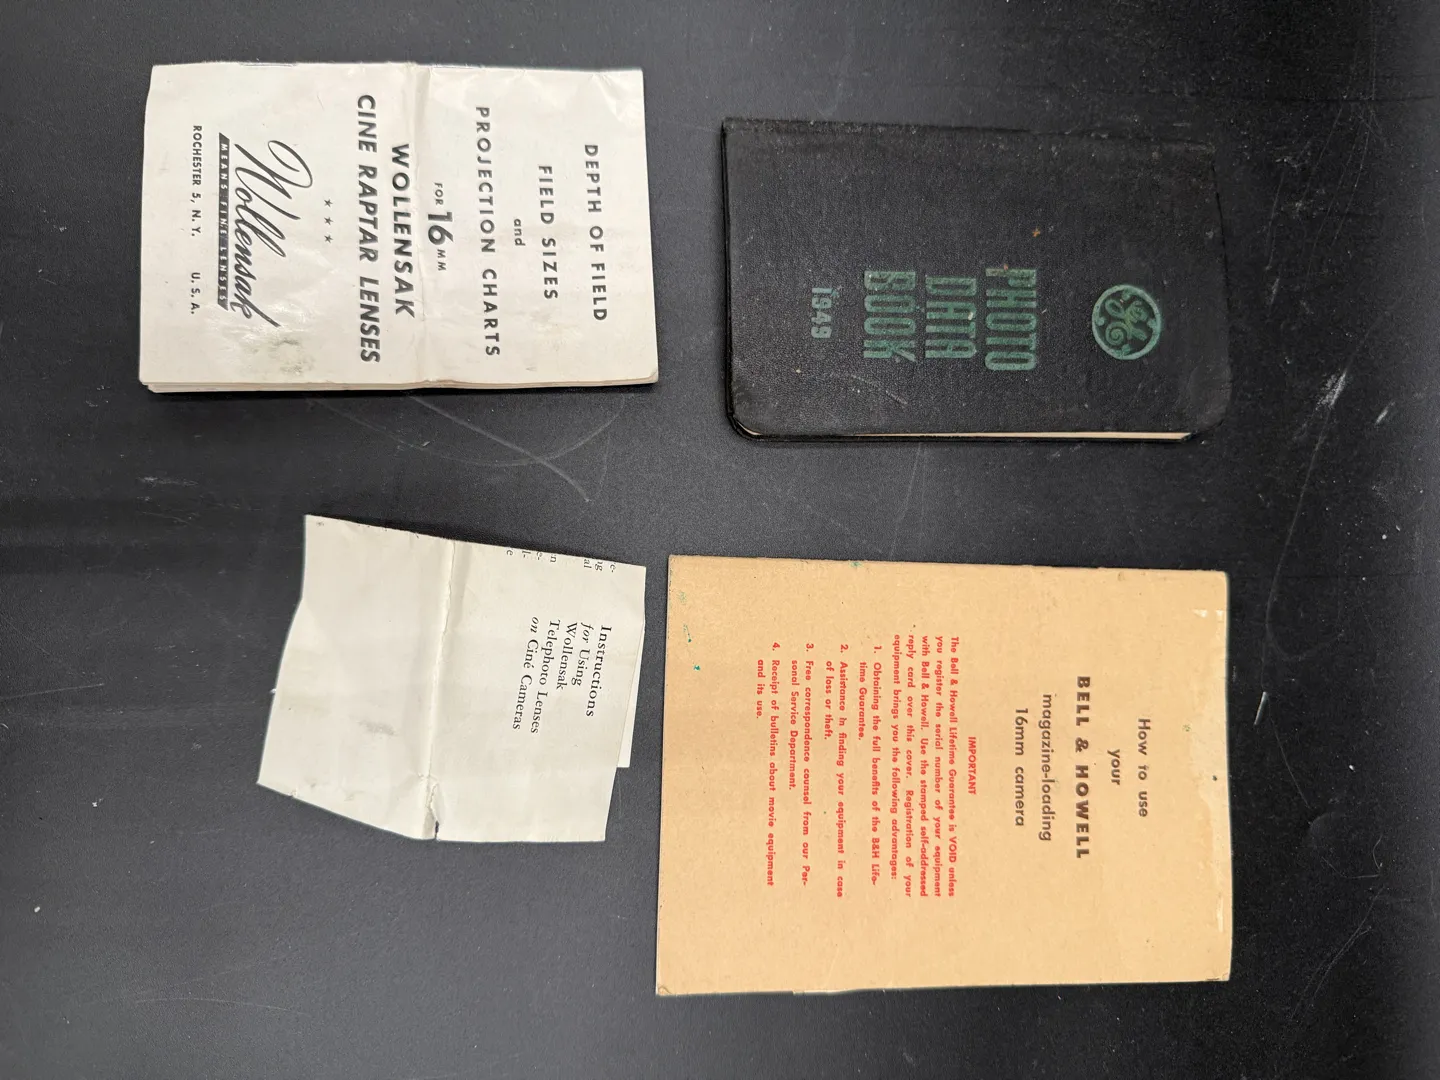 DEPTH OF FIELD
FIELD SIZES
and
PROJECTION CHARTS
FOR 16 MM
WOLLENSAK
CINE RAPTAR LENSES
★ ★ ★
Wollensak
MEANS FINE LENSES
ROCHESTER 5, N. Y. U. S. A.
GE
PHOTO
DATA
BOOK
1949
e-
ng
al
n
e-
l-
e
Instructions
for Using
Wollensak
Telephoto Lenses
on Ciné Cameras
How to use
your
BELL & HOWELL
magazine-loading
16mm camera
IMPORTANT
The Bell & Howell Lifetime Guarantee is VOID unless
you register the serial number of your equipment
with Bell & Howell. Use the stamped self-addressed
reply card over this cover. Registration of your
equipment brings you the following advantages:
1. Obtaining the full benefits of the B&H Life-
time Guarantee.
2. Assistance in finding your equipment in case
of loss or theft.
3. Free correspondence counsel from our Per-
sonal Service Department.
4. Receipt of bulletins about movie equipment
and its use.